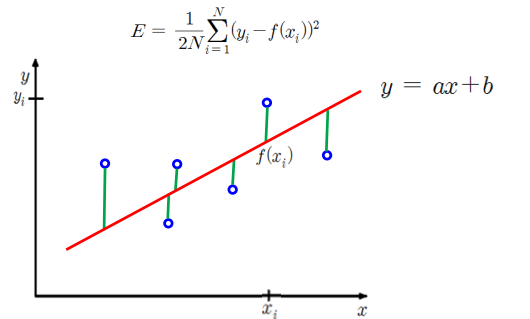 E = 1/2N ∑_{i=1}^{N} (y_i − f(x_i))²
y
y = ax+b
y_i
f(x_i)
x_i
x